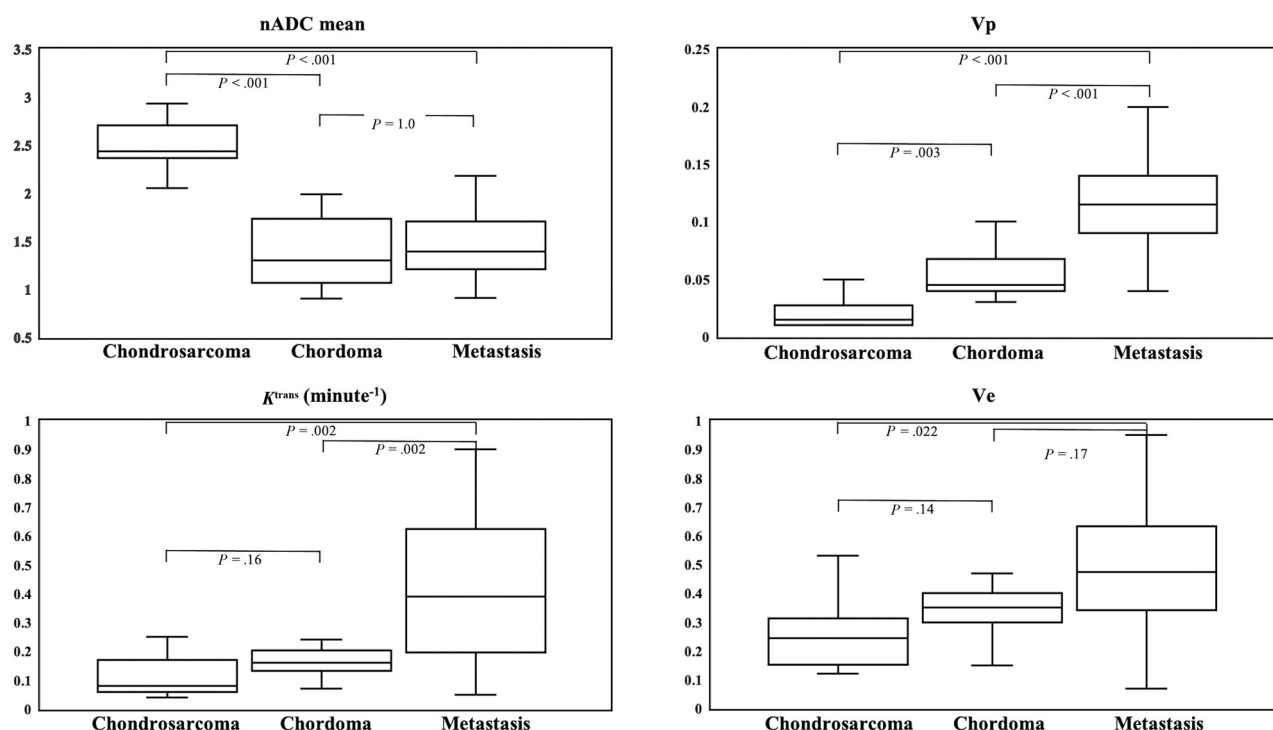 nADC mean
3.5
3
2.5
2
1.5
1
0.5
P < .001
P < .001
P = 1.0
Chondrosarcoma Chordoma Metastasis
Vp
0.25
0.2
0.15
0.1
0.05
0
P < .001
P < .001
P = .003
Chondrosarcoma Chordoma Metastasis
Ktrans (minute-1)
1
0.9
0.8
0.7
0.6
0.5
0.4
0.3
0.2
0.1
0
P = .002
P = .002
P = .16
Chondrosarcoma Chordoma Metastasis
Ve
1
0.9
0.8
0.7
0.6
0.5
0.4
0.3
0.2
0.1
0
P = .022
P = .17
P = .14
Chondrosarcoma Chordoma Metastasis